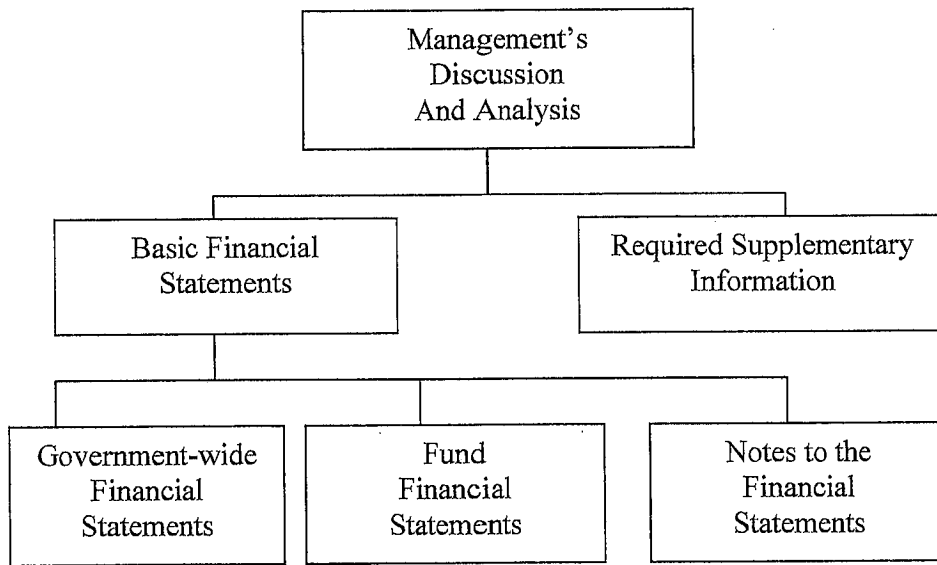 Management's
Discussion
And Analysis
Basic Financial
Statements
Required Supplementary
Information
Government-wide
Financial
Statements
Fund
Financial
Statements
Notes to the
Financial
Statements